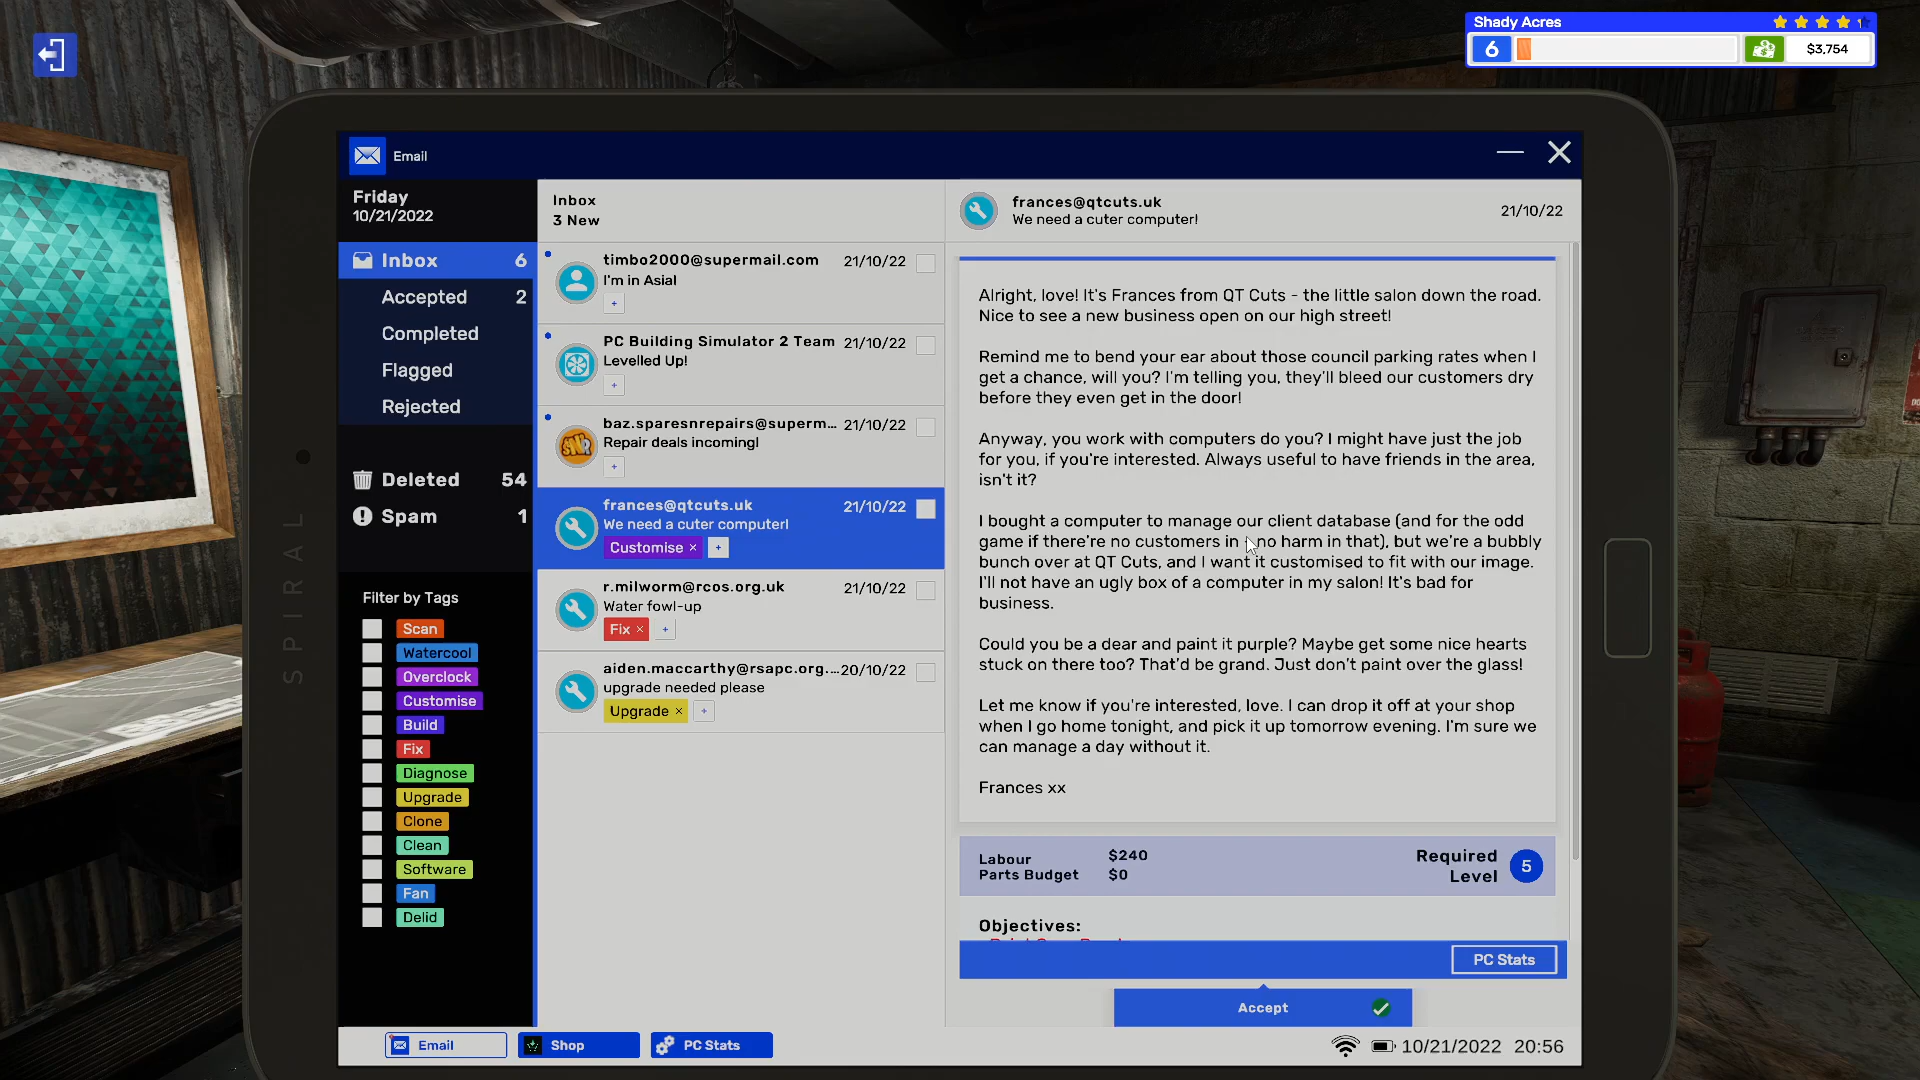 Shady Acres
6
$3,754
Email
Friday
10/21/2022
Inbox 6
Accepted 2
Completed
Flagged
Rejected
Deleted 54
Spam 1
Filter by Tags
Scan
Watercool
Overclock
Customise
Build
Fix
Diagnose
Upgrade
Clone
Clean
Software
Fan
Delid
SPIRAL
Inbox
3 New
timbo2000@supermail.com 21/10/22
I'm in Asia!
+
PC Building Simulator 2 Team 21/10/22
Levelled Up!
+
baz.sparesnrepairs@superm... 21/10/22
Repair deals incoming!
+
frances@qtcuts.uk 21/10/22
We need a cuter computer!
Customise × +
r.milworm@rcos.org.uk 21/10/22
Water fowl-up
Fix × +
aiden.maccarthy@rsapc.org.... 20/10/22
upgrade needed please
Upgrade × +
frances@qtcuts.uk
We need a cuter computer!
21/10/22
Alright, love! It's Frances from QT Cuts - the little salon down the road.
Nice to see a new business open on our high street!
Remind me to bend your ear about those council parking rates when I
get a chance, will you? I'm telling you, they'll bleed our customers dry
before they even get in the door!
Anyway, you work with computers do you? I might have just the job
for you, if you're interested. Always useful to have friends in the area,
isn't it?
I bought a computer to manage our client database (and for the odd
game if there're no customers in - no harm in that), but we're a bubbly
bunch over at QT Cuts, and I want it customised to fit with our image.
I'll not have an ugly box of a computer in my salon! It's bad for
business.
Could you be a dear and paint it purple? Maybe get some nice hearts
stuck on there too? That'd be grand. Just don't paint over the glass!
Let me know if you're interested, love. I can drop it off at your shop
when I go home tonight, and pick it up tomorrow evening. I'm sure we
can manage a day without it.
Frances xx
Labour $240
Parts Budget $0
Required
Level 5
Objectives:
PC Stats
Accept
Email
Shop
PC Stats
10/21/2022 20:56